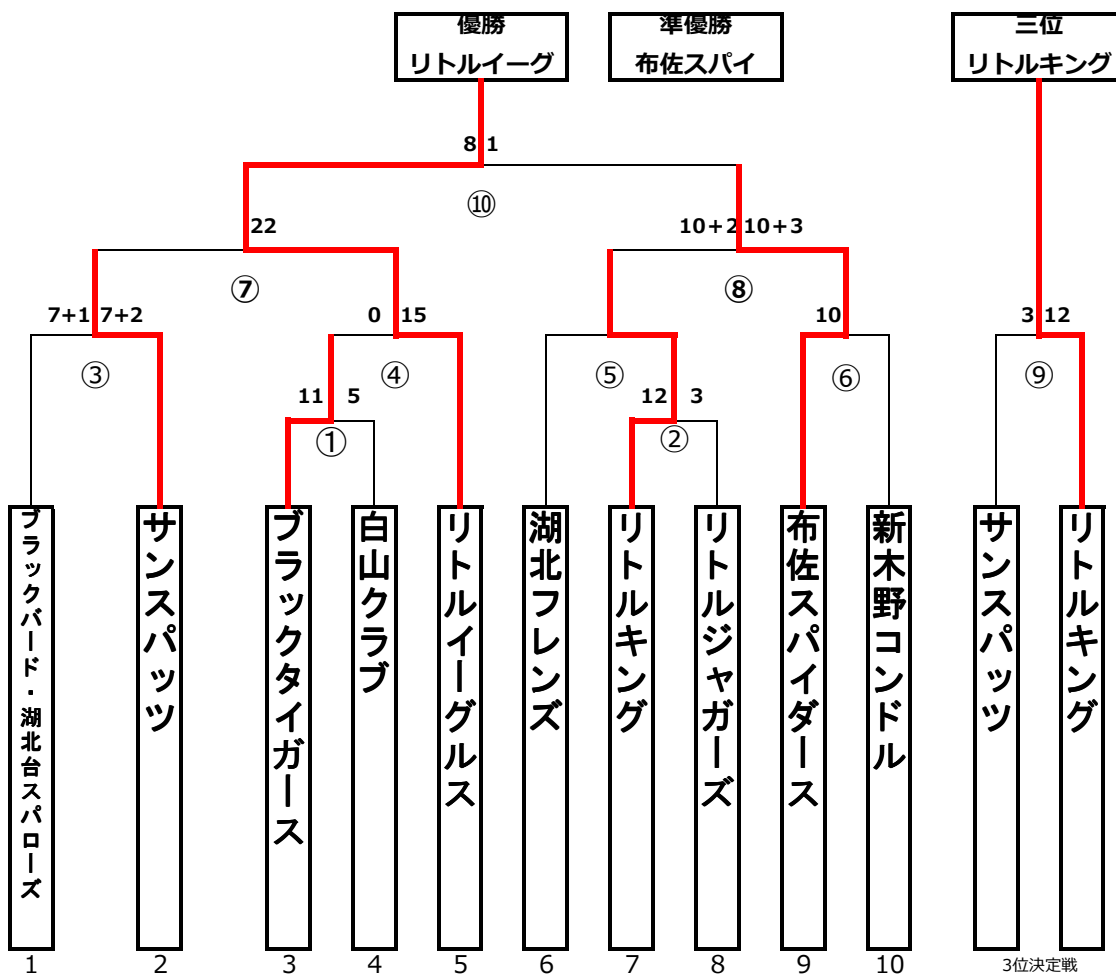 優勝
リトルイーグ
準優勝
布佐スパイ
三位
リトルキング
8 1
⑩
22
10+2 10+3
⑦
⑧
7+1 7+2
0 15
10
3 12
③
④
⑤
⑥
⑨
11 5
12 3
①
②
ブラックバード・湖北台スパローズ
サンスパッツ
ブラックタイガース
白山クラブ
リトルイーグルス
湖北フレンズ
リトルキング
リトルジャガーズ
布佐スパイダース
新木野コンドル
サンスパッツ
リトルキング
1 2 3 4 5 6 7 8 9 10 3位決定戦